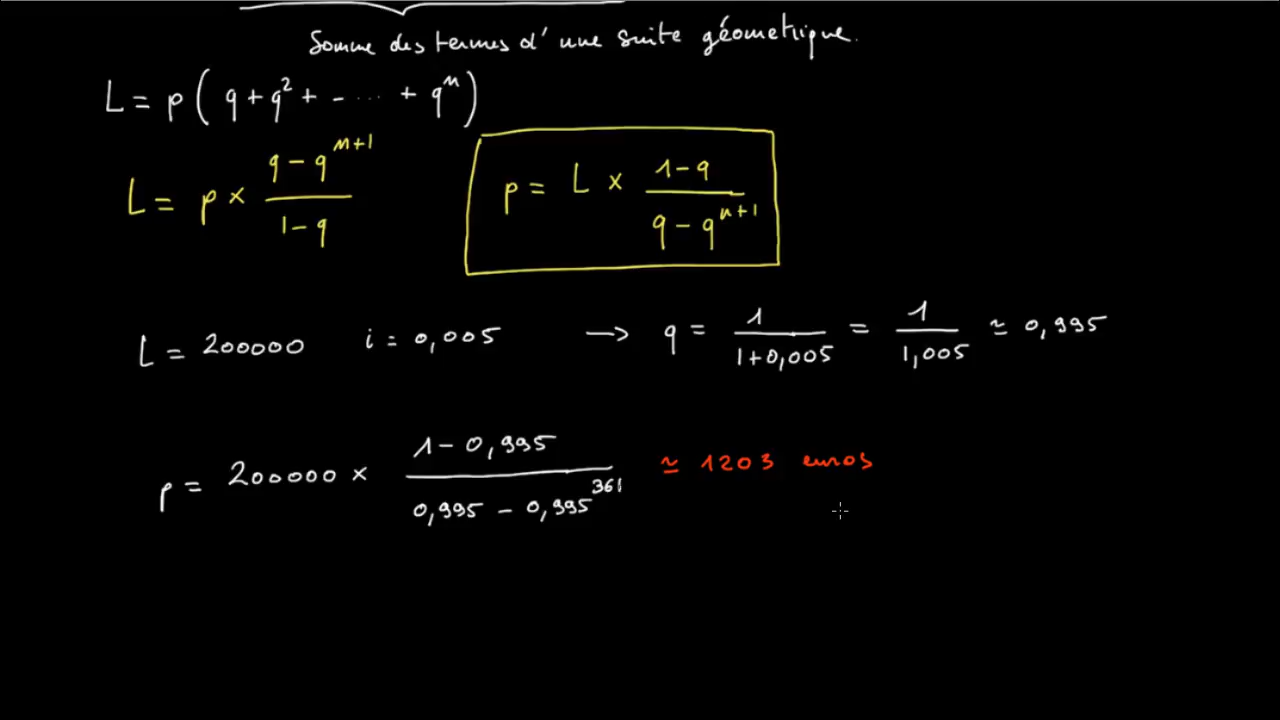 Somme des termes d'une suite géometrique.
L = p ( q + q² + - ... + qⁿ )
L = p × (q - qⁿ⁺¹) / (1 - q)
p = L × (1 - q) / (q - qⁿ⁺¹)
L = 200000 i = 0,005 → q = 1 / (1+0,005) = 1 / 1,005 ≃ 0,995
p = 200000 × (1 - 0,995) / (0,995 - 0,995³⁶¹) ≃ 1203 euros